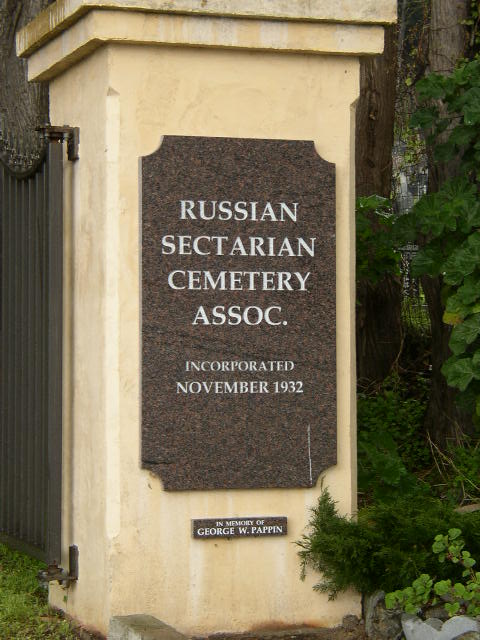 RUSSIAN
SECTARIAN
CEMETERY
ASSOC.
INCORPORATED
NOVEMBER 1932
IN MEMORY OF
GEORGE W. PAPPIN